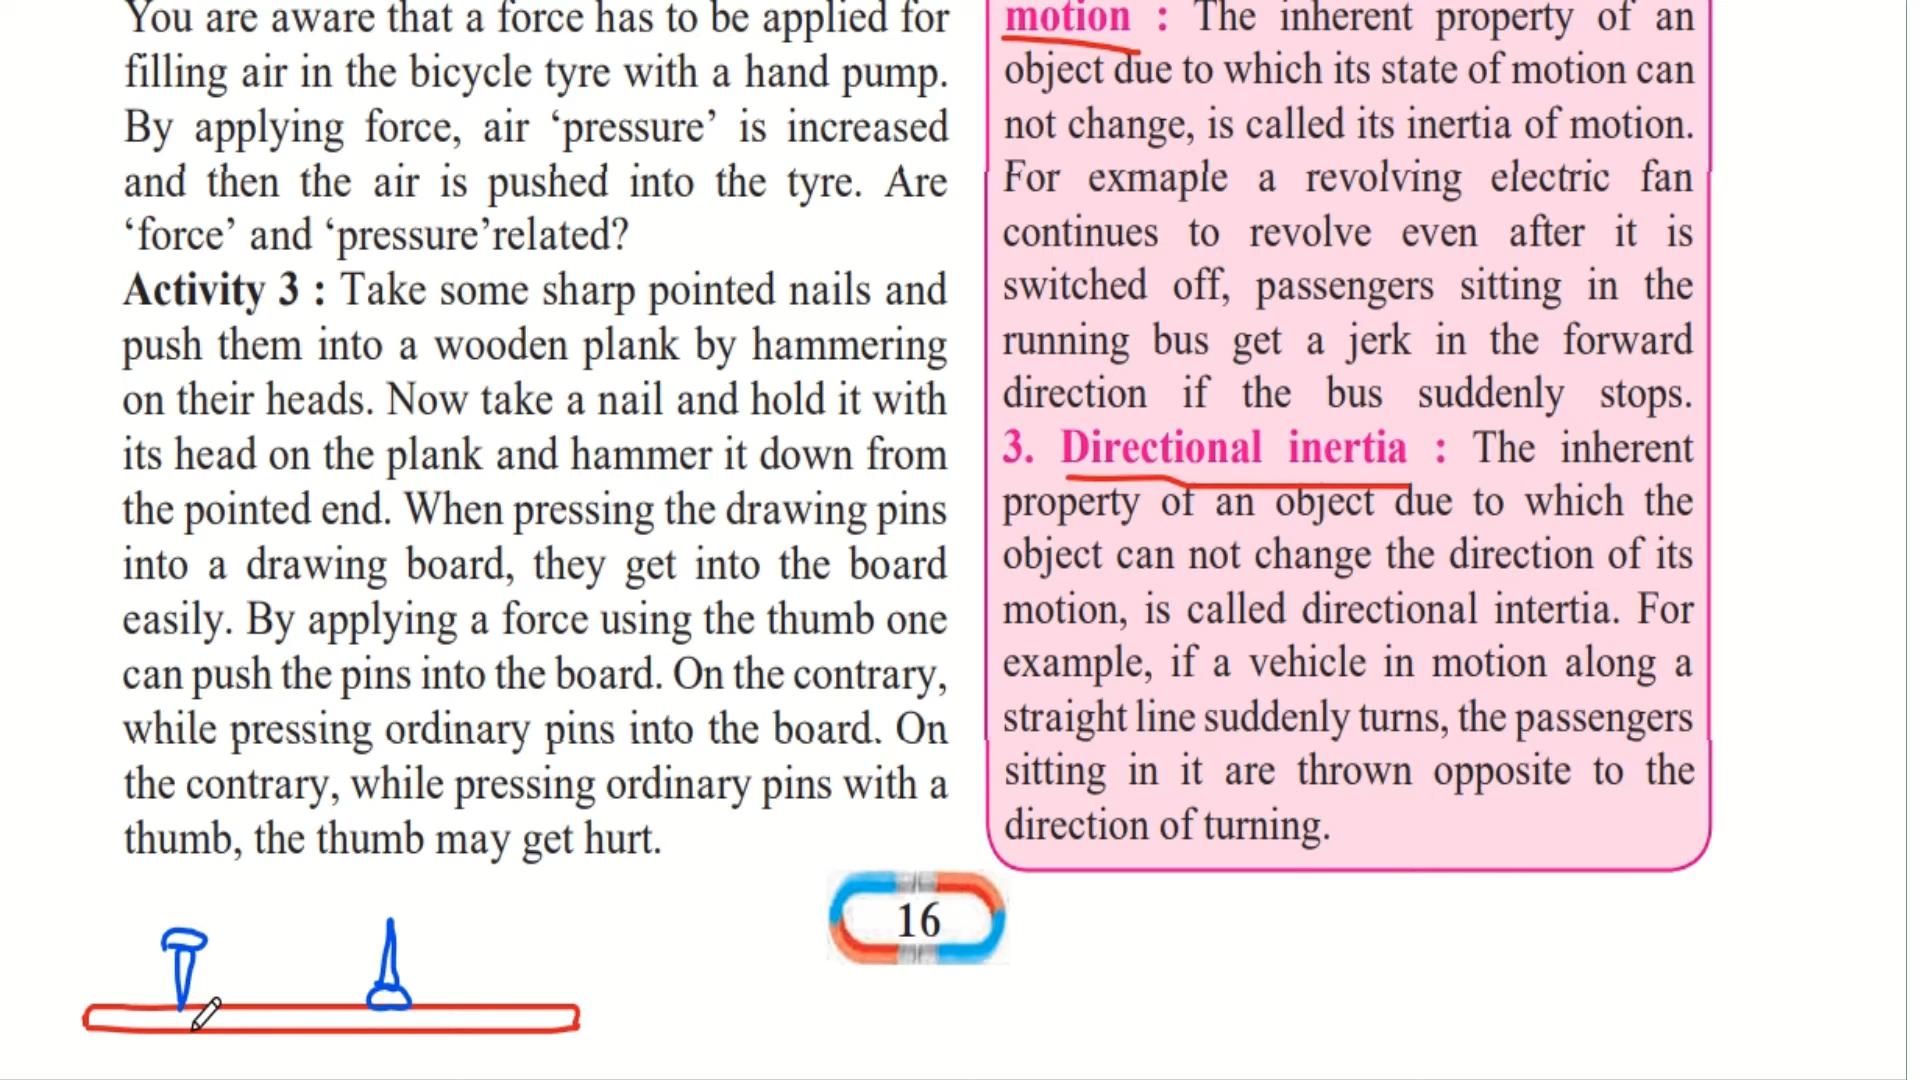 You are aware that a force has to be applied for
filling air in the bicycle tyre with a hand pump.
By applying force, air ‘pressure’ is increased
and then the air is pushed into the tyre. Are
‘force’ and ‘pressure’related?
Activity 3 : Take some sharp pointed nails and
push them into a wooden plank by hammering
on their heads. Now take a nail and hold it with
its head on the plank and hammer it down from
the pointed end. When pressing the drawing pins
into a drawing board, they get into the board
easily. By applying a force using the thumb one
can push the pins into the board. On the contrary,
while pressing ordinary pins into the board. On
the contrary, while pressing ordinary pins with a
thumb, the thumb may get hurt.
motion : The inherent property of an
object due to which its state of motion can
not change, is called its inertia of motion.
For exmaple a revolving electric fan
continues to revolve even after it is
switched off, passengers sitting in the
running bus get a jerk in the forward
direction if the bus suddenly stops.
3. Directional inertia : The inherent
property of an object due to which the
object can not change the direction of its
motion, is called directional intertia. For
example, if a vehicle in motion along a
straight line suddenly turns, the passengers
sitting in it are thrown opposite to the
direction of turning.
16